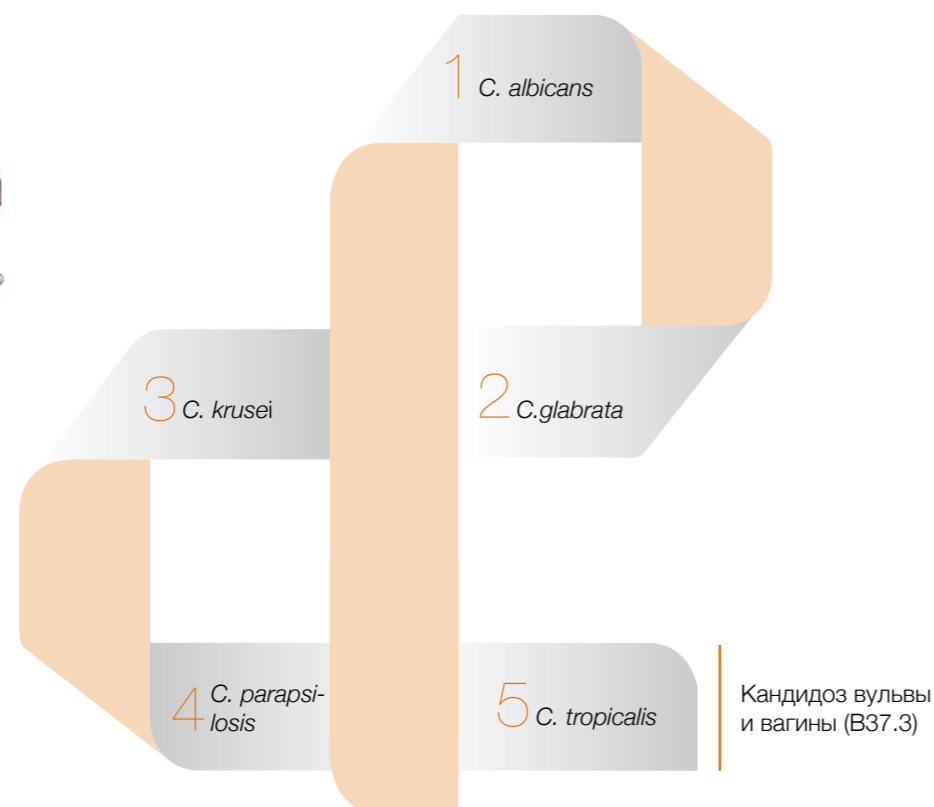 1 C. albicans
2 C.glabrata
3 C. krusei
4 C. parapsi-
losis
5 C. tropicalis
Кандидоз вульвы
и вагины (B37.3)